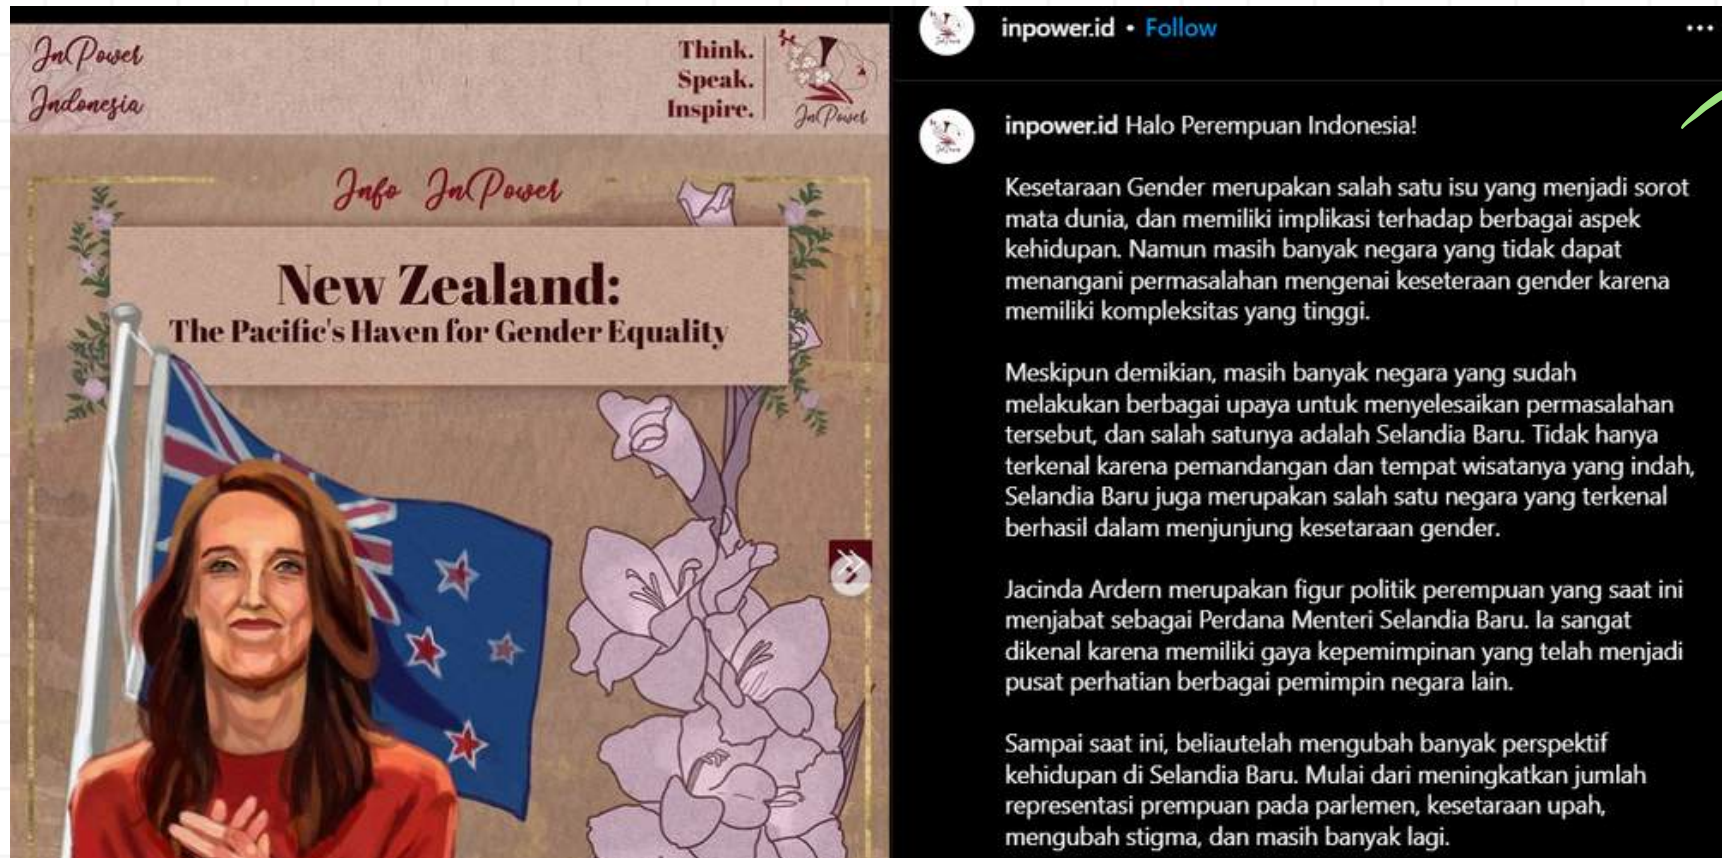 InPower
Indonesia
Think.
Speak.
Inspire.
InPower
Info InPower
New Zealand:
The Pacific's Haven for Gender Equality
inpower.id • Follow
inpower.id Halo Perempuan Indonesia!
Kesetaraan Gender merupakan salah satu isu yang menjadi sorot
mata dunia, dan memiliki implikasi terhadap berbagai aspek
kehidupan. Namun masih banyak negara yang tidak dapat
menangani permasalahan mengenai keseteraan gender karena
memiliki kompleksitas yang tinggi.
Meskipun demikian, masih banyak negara yang sudah
melakukan berbagai upaya untuk menyelesaikan permasalahan
tersebut, dan salah satunya adalah Selandia Baru. Tidak hanya
terkenal karena pemandangan dan tempat wisatanya yang indah,
Selandia Baru juga merupakan salah satu negara yang terkenal
berhasil dalam menjunjung kesetaraan gender.
Jacinda Ardern merupakan figur politik perempuan yang saat ini
menjabat sebagai Perdana Menteri Selandia Baru. Ia sangat
dikenal karena memiliki gaya kepemimpinan yang telah menjadi
pusat perhatian berbagai pemimpin negara lain.
Sampai saat ini, beliautelah mengubah banyak perspektif
kehidupan di Selandia Baru. Mulai dari meningkatkan jumlah
representasi prempuan pada parlemen, kesetaraan upah,
mengubah stigma, dan masih banyak lagi.